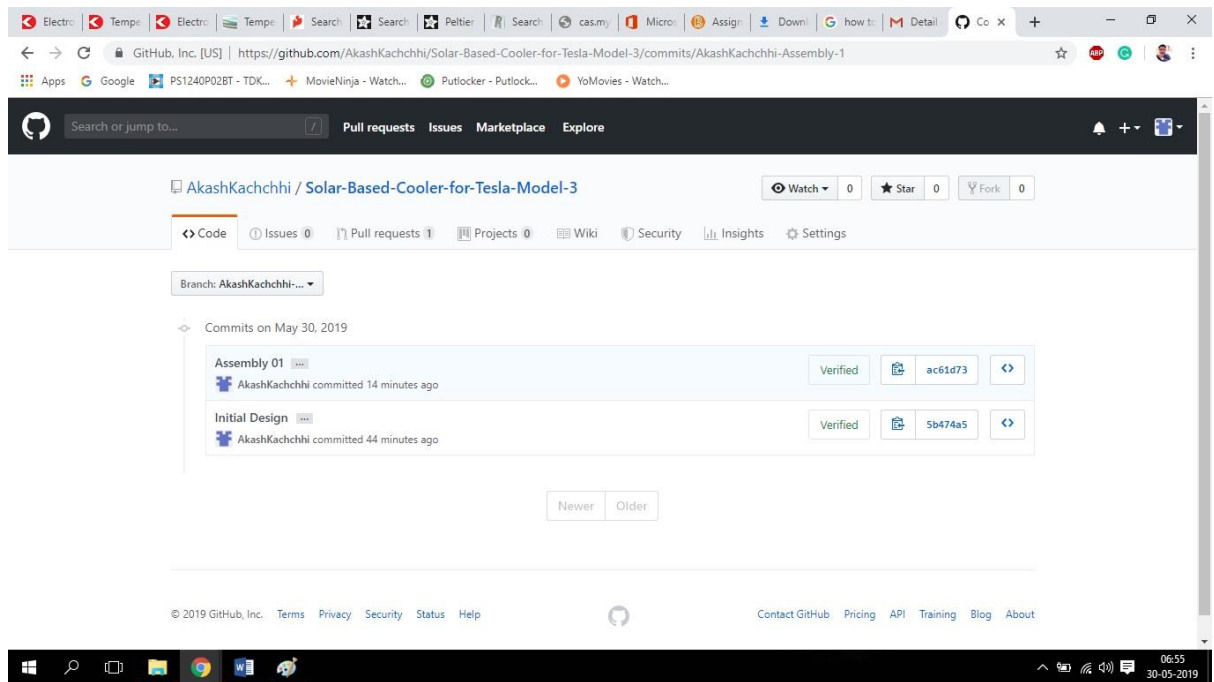 Electro Tempe Electro Tempe Search Search Peltier Search cas.my Micros Assign Downl how to Detail Co
GitHub, Inc. [US] | https://github.com/AkashKachchhi/Solar-Based-Cooler-for-Tesla-Model-3/commits/AkashKachchhi-Assembly-1 ABP
Apps Google PS1240P02BT - TDK... MovieNinja - Watch... Putlocker - Putlock... YoMovies - Watch...
Search or jump to... / Pull requests Issues Marketplace Explore
AkashKachchhi / Solar-Based-Cooler-for-Tesla-Model-3 Watch 0 Star 0 Fork 0
Code Issues 0 Pull requests 1 Projects 0 Wiki Security Insights Settings
Branch: AkashKachchhi-...
Commits on May 30, 2019
Assembly 01 ...
AkashKachchhi committed 14 minutes ago Verified ac61d73
Initial Design ...
AkashKachchhi committed 44 minutes ago Verified 5b474a5
Newer Older
© 2019 GitHub, Inc. Terms Privacy Security Status Help Contact GitHub Pricing API Training Blog About
06:55
30-05-2019